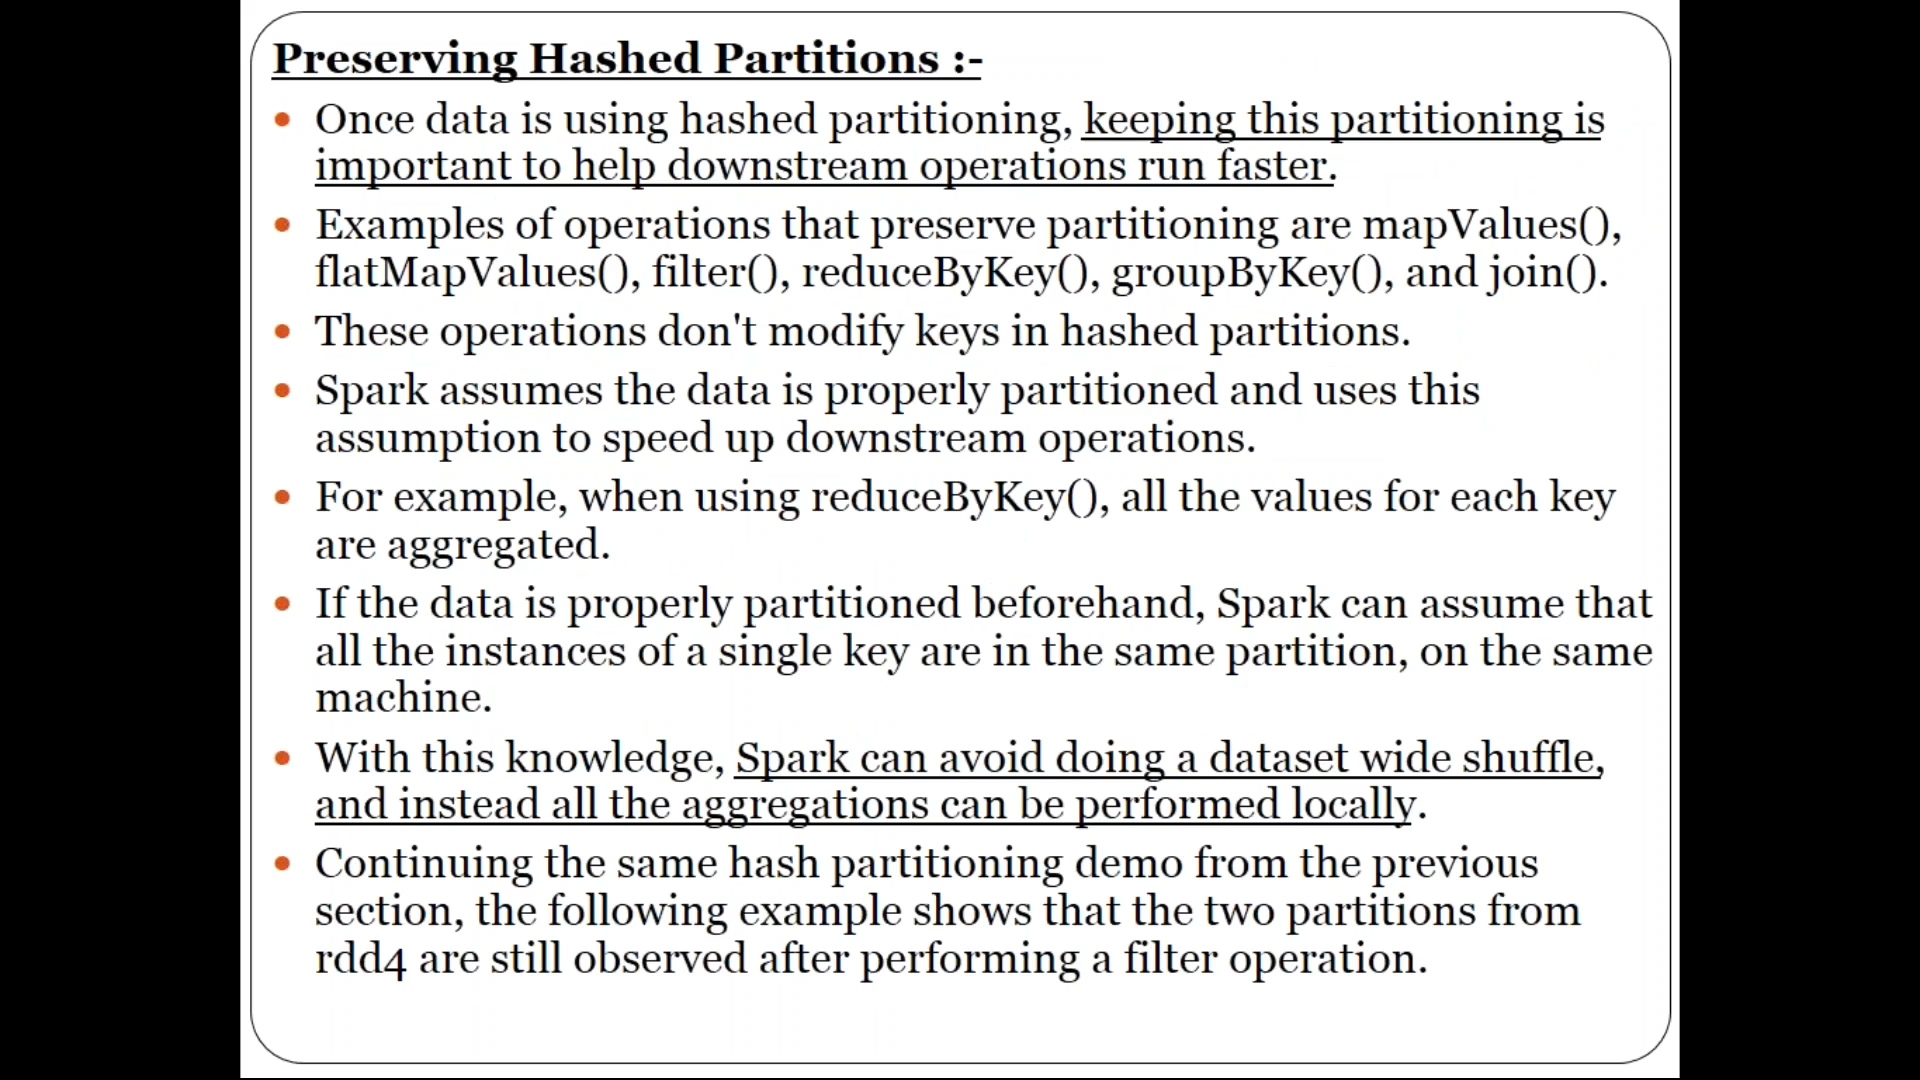 Preserving Hashed Partitions :-
• Once data is using hashed partitioning, keeping this partitioning is
important to help downstream operations run faster.
• Examples of operations that preserve partitioning are mapValues(),
flatMapValues(), filter(), reduceByKey(), groupByKey(), and join().
• These operations don't modify keys in hashed partitions.
• Spark assumes the data is properly partitioned and uses this
assumption to speed up downstream operations.
• For example, when using reduceByKey(), all the values for each key
are aggregated.
• If the data is properly partitioned beforehand, Spark can assume that
all the instances of a single key are in the same partition, on the same
machine.
• With this knowledge, Spark can avoid doing a dataset wide shuffle,
and instead all the aggregations can be performed locally.
• Continuing the same hash partitioning demo from the previous
section, the following example shows that the two partitions from
rdd4 are still observed after performing a filter operation.